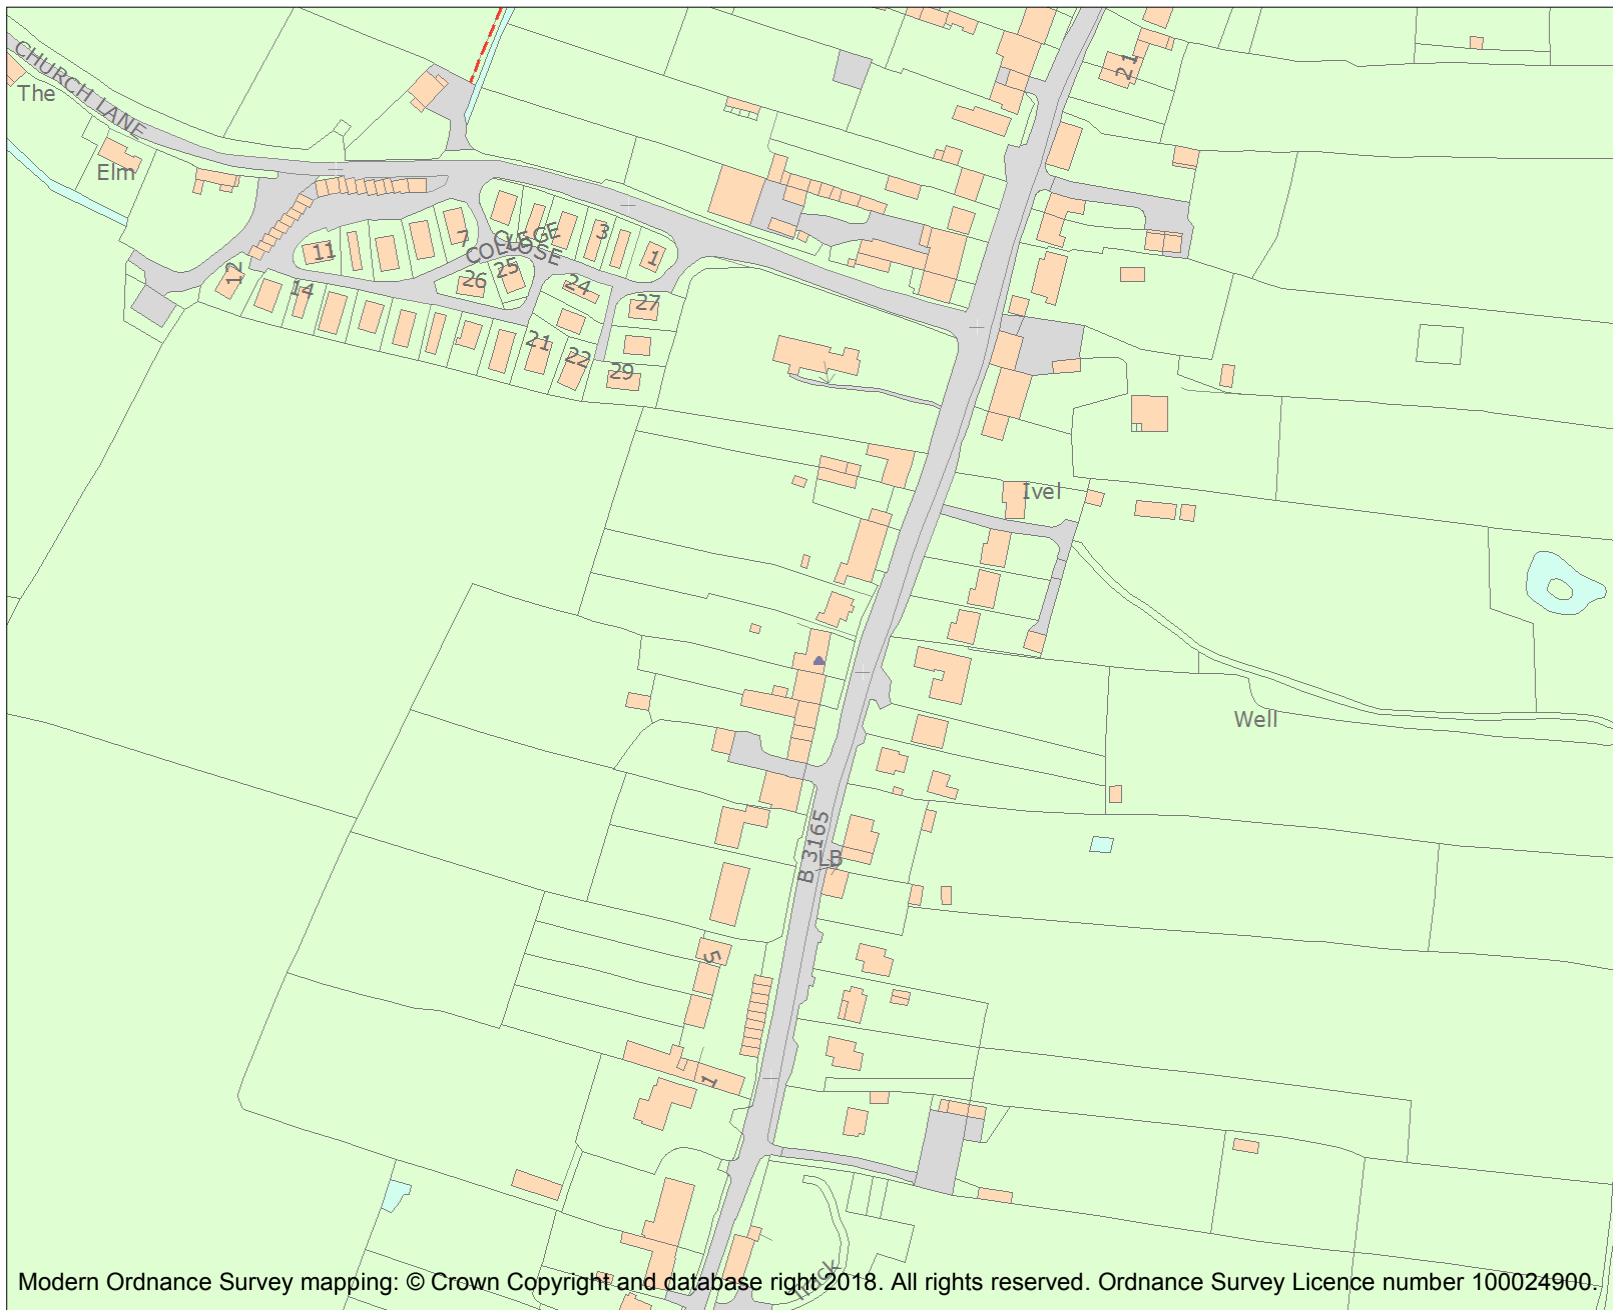 CHURCH LANE
The
21
Elm
3
7
COLLEGE
CLOSE
11
1
12
26
25
24
14
27
21
22
29
Ivel
Well
B 3165
LB
5
1
Track
Modern Ordnance Survey mapping: © Crown Copyright and database right 2018. All rights reserved. Ordnance Survey Licence number 100024900.